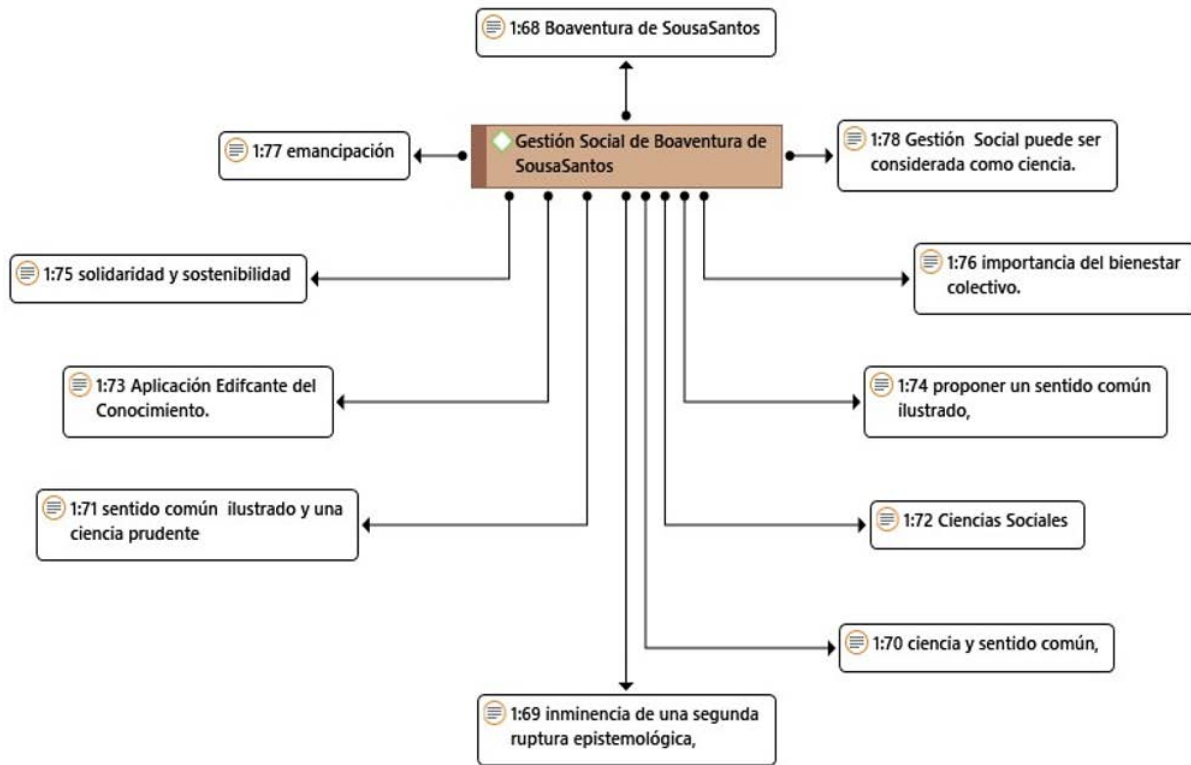 1:68 Boaventura de SousaSantos
Gestión Social de Boaventura de
SousaSantos
1:77 emancipación
1:78 Gestión Social puede ser
considerada como ciencia.
1:75 solidaridad y sostenibilidad
1:76 importancia del bienestar
colectivo.
1:73 Aplicación Edifcante del
Conocimiento.
1:74 proponer un sentido común
ilustrado,
1:71 sentido común ilustrado y una
ciencia prudente
1:72 Ciencias Sociales
1:70 ciencia y sentido común,
1:69 inminencia de una segunda
ruptura epistemológica,